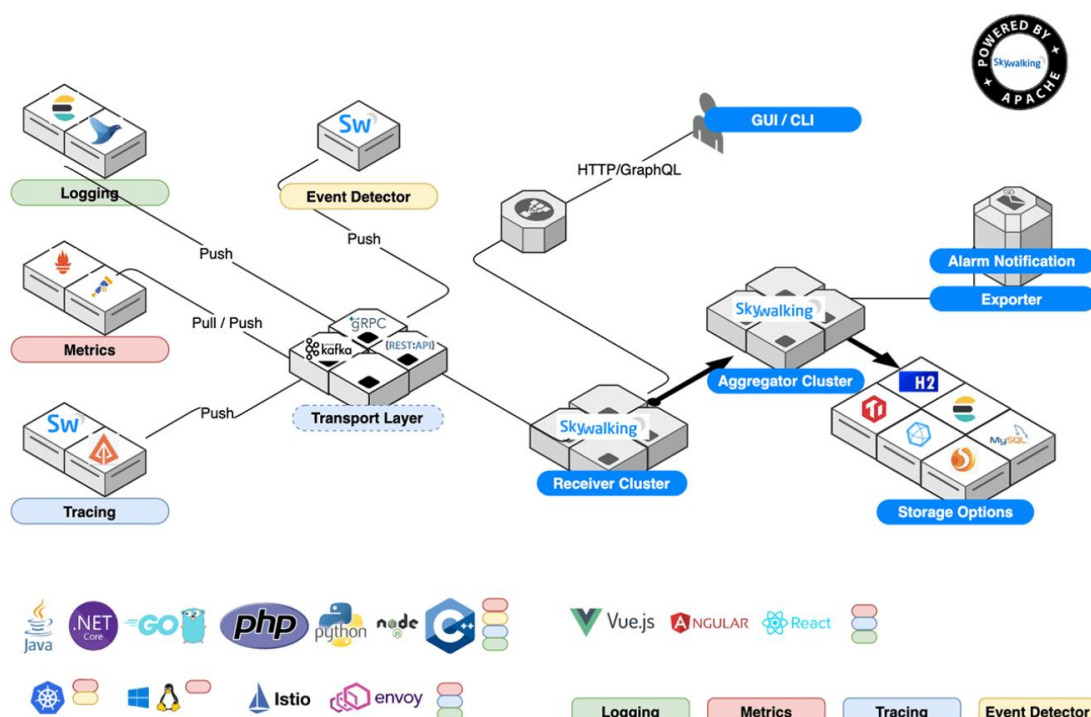 POWERED BY
Skywalking
APACHE
Sw
GUI / CLI
HTTP/GraphQL
Logging
Event Detector
Push
Push
Alarm Notification
Exporter
Pull / Push
Metrics
gRPC
kafka
{REST:API}
Skywalking
Aggregator Cluster
H2
Push
Transport Layer
Sw
Skywalking
MySQL
Receiver Cluster
Tracing
Storage Options
Java
.NET
Core
GO
php
python
node
JS
C++
Vue.js
ANGULAR
React
Istio
envoy
Logging
Metrics
Tracing
Event Detector